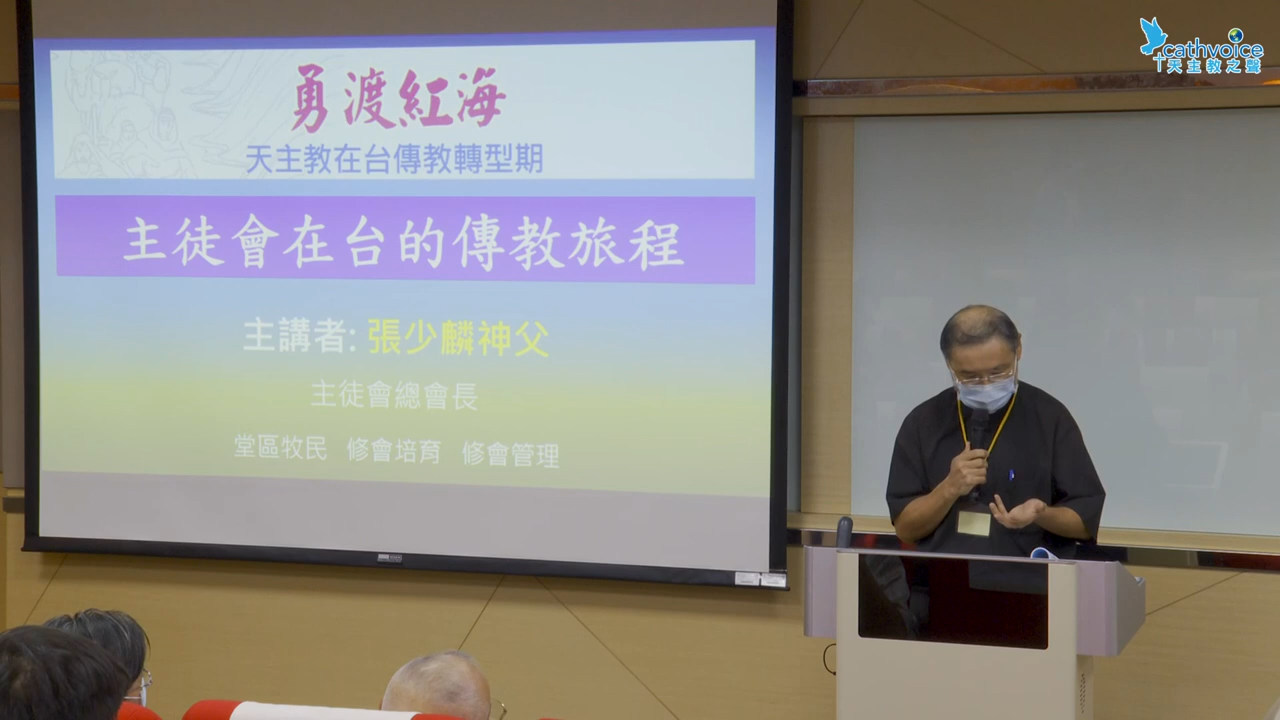 cathvoice
天主教之聲
勇渡紅海
天主教在台傳教轉型期
主徒會在台的傳教旅程
主講者: 張少麟神父
主徒會總會長
堂區牧民 修會培育 修會管理